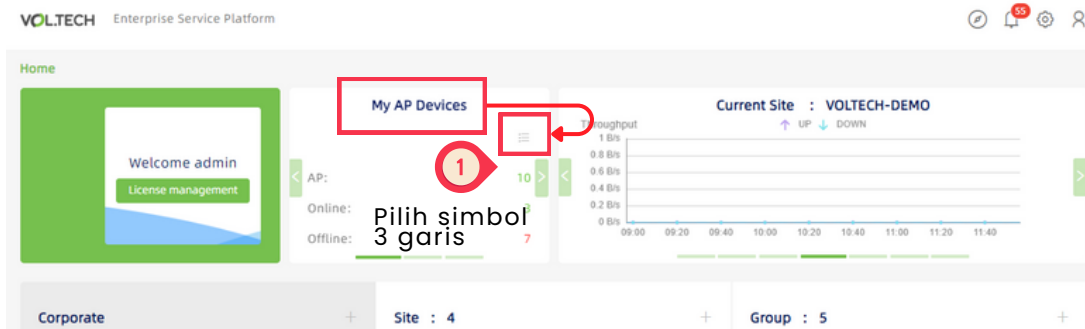 VOLTECH Enterprise Service Platform
55
Home
Welcome admin
License management
My AP Devices
AP: 10
Online: 3
Offline: 7
1
Pilih simbol
3 garis
Current Site : VOLTECH-DEMO
Throughput
UP DOWN
1 B/s
0.8 B/s
0.6 B/s
0.4 B/s
0.2 B/s
0 B/s
09:00 09:20 09:40 10:00 10:20 10:40 11:00 11:20 11:40
Corporate +
Site : 4 +
Group : 5 +